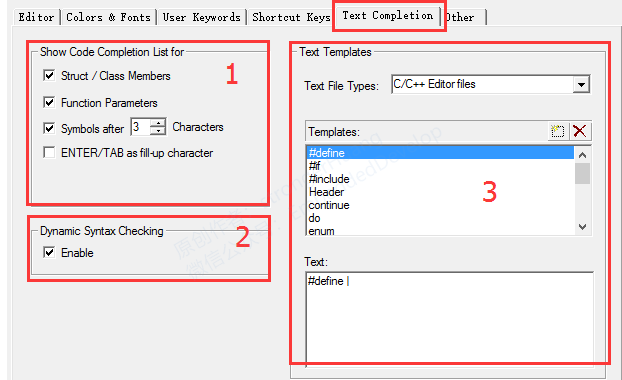 Editor Colors & Fonts User Keywords Shortcut Keys Text Completion Other
Show Code Completion List for
Struct / Class Members
Function Parameters
Symbols after 3 Characters
ENTER/TAB as fill-up character
1
Dynamic Syntax Checking
Enable
2
Text Templates
Text File Types: C/C++ Editor files
Templates:
#define
#if
#include
Header
continue
do
enum
3
Text:
#define |